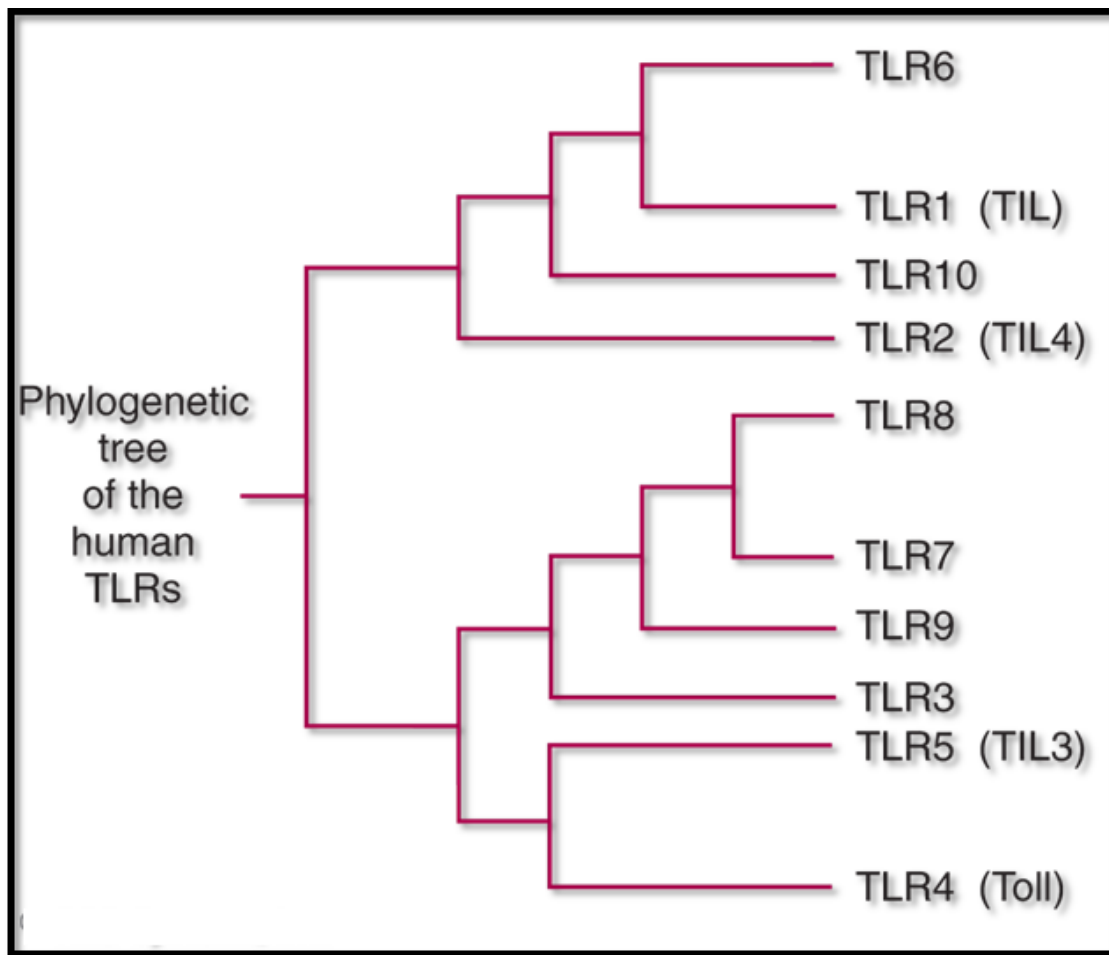 TLR6
TLR1 (TIL)
TLR10
TLR2 (TIL4)
Phylogenetic
tree
of the
human
TLRs
TLR8
TLR7
TLR9
TLR3
TLR5 (TIL3)
TLR4 (Toll)